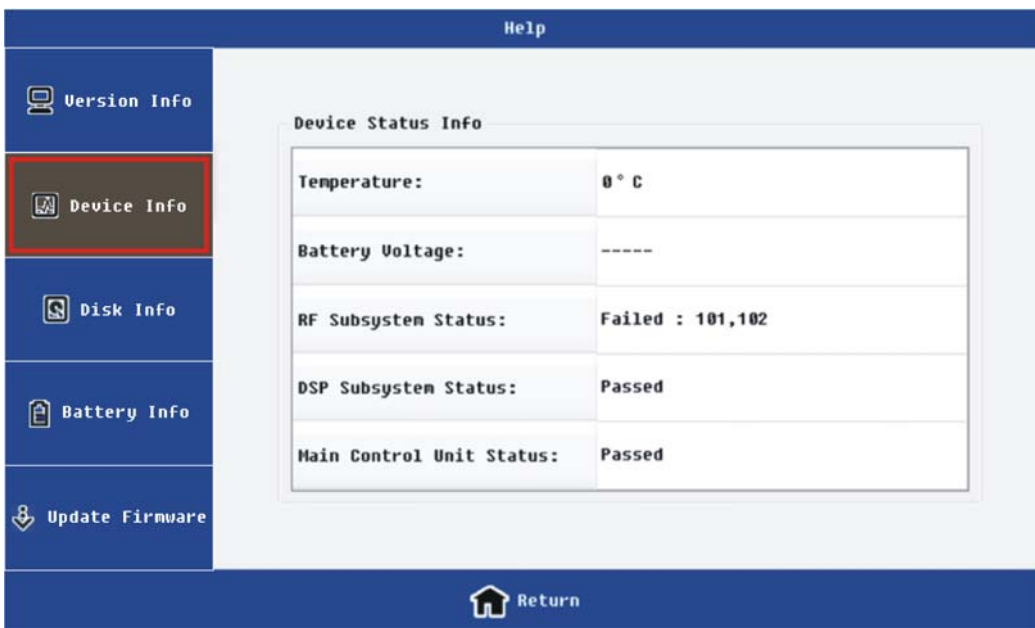 Help
Version Info
Device Info
Disk Info
Battery Info
Update Firmware
Device Status Info
Temperature: 0° C
Battery Voltage: -----
RF Subsystem Status: Failed : 101,102
DSP Subsystem Status: Passed
Main Control Unit Status: Passed
Return